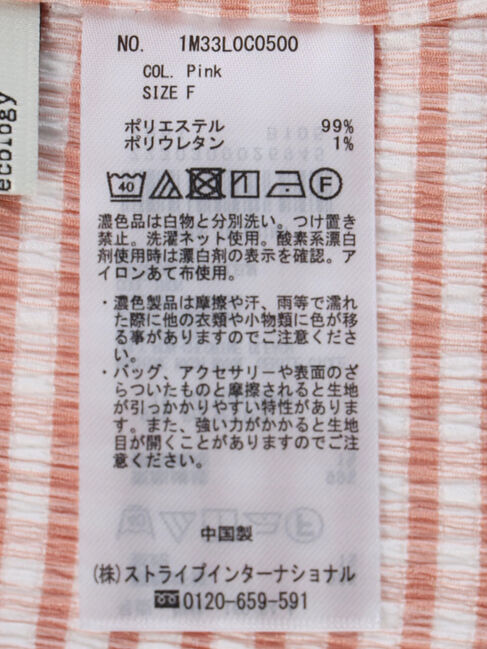 ecology
NO. 1M33L0C0500
COL. Pink
SIZE F
ポリエステル 99%
ポリウレタン 1%
40
F
濃色品は白物と分別洗い。つけ置き
禁止。洗濯ネット使用。酸素系漂白
剤使用時は漂白剤の表示を確認。ア
イロンあて布使用。
・濃色製品は摩擦や汗、雨等で濡れ
た際に他の衣類や小物類に色が移
る事がありますのでご注意くださ
い。
・バッグ、アクセサリーや表面のざ
らついたものと摩擦されると生地
が引っかかりやすい特性がありま
す。また、強い力がかかると生地
目が開くことがありますのでご注
意ください。
中国製
(株)ストライプインターナショナル
0120-659-591